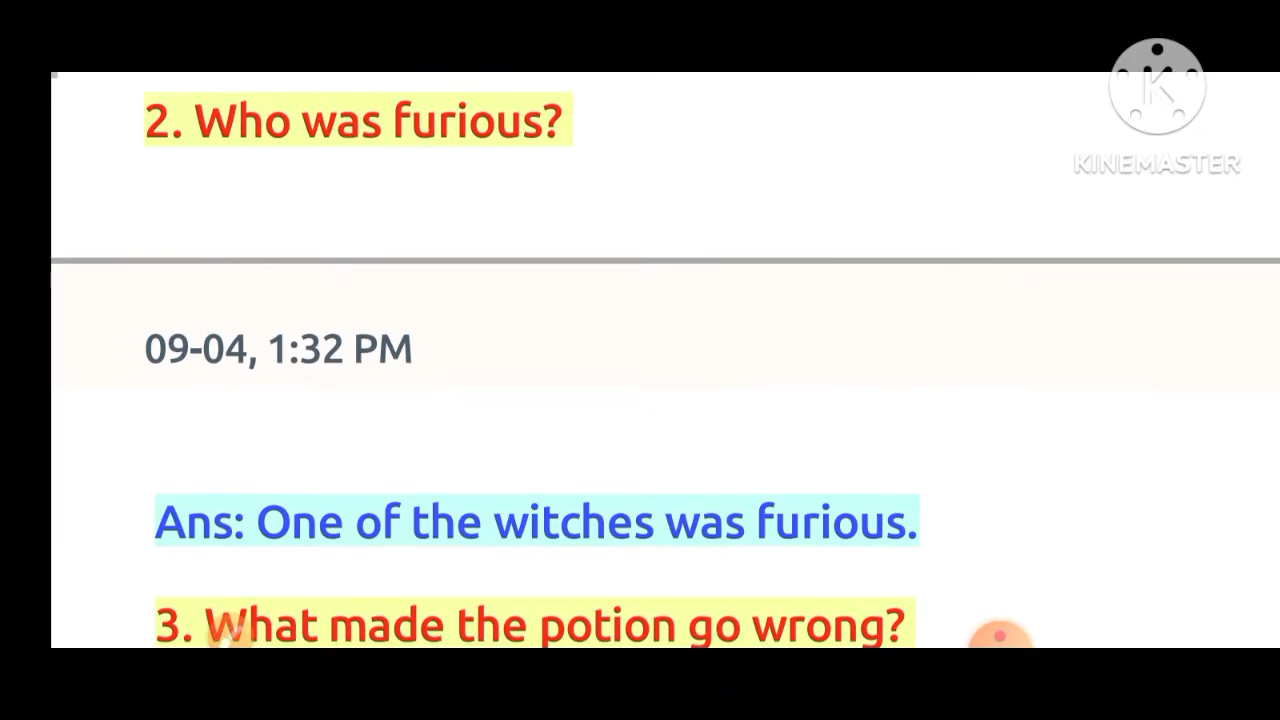 2. Who was furious?
KINEMASTER
09-04, 1:32 PM
Ans: One of the witches was furious.
3. What made the potion go wrong?